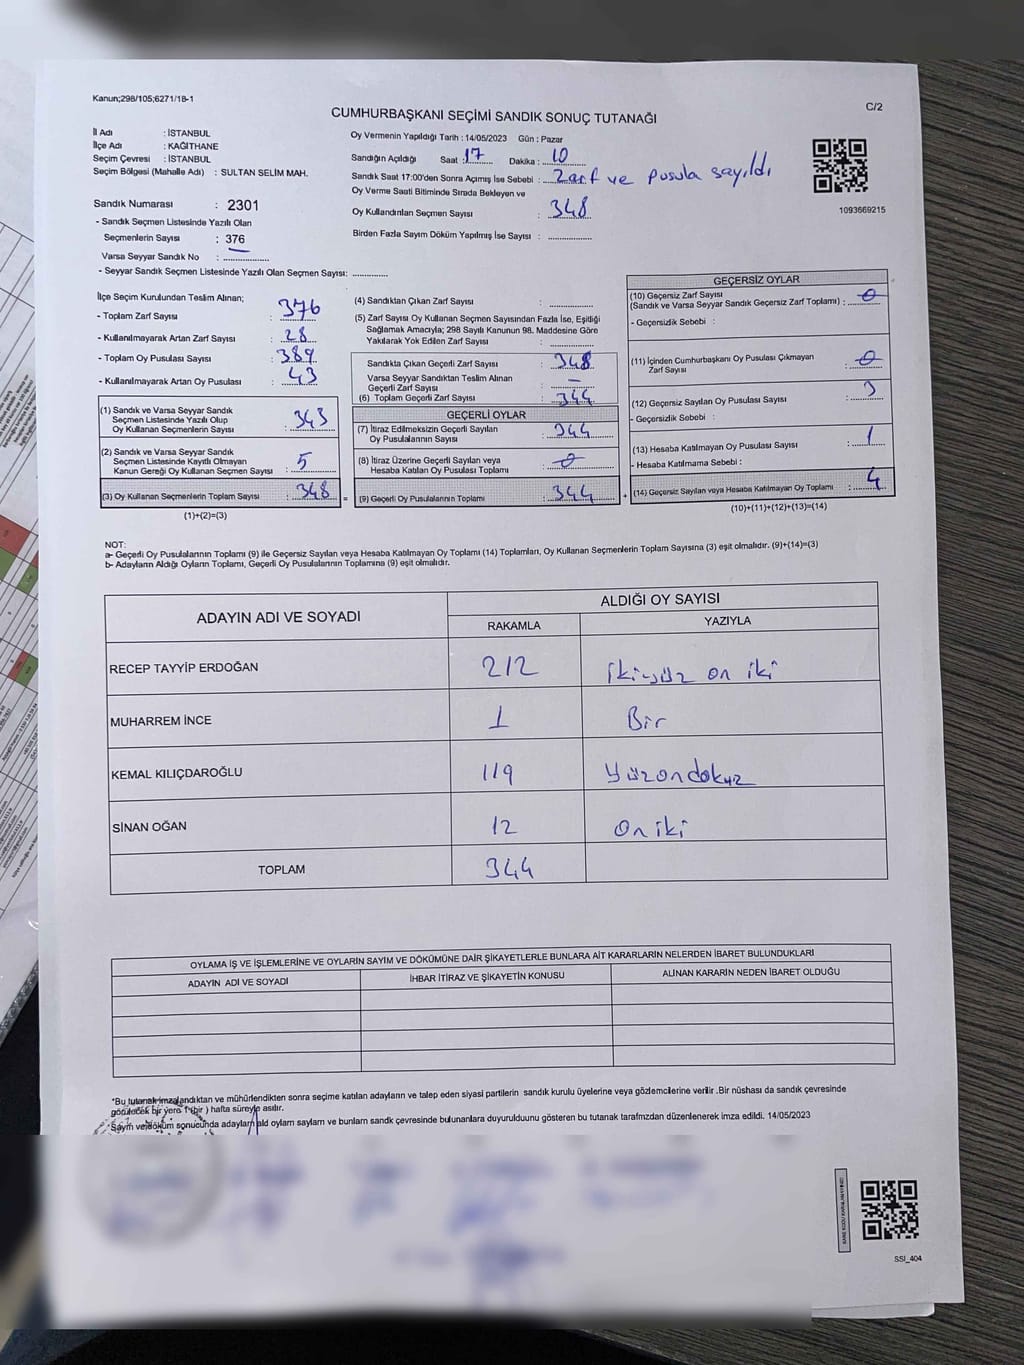 Kanun;298/105;6271/18-1
C/2
CUMHURBAŞKANI SEÇİMİ SANDIK SONUÇ TUTANAĞI
İl Adı : İSTANBUL
İlçe Adı : KAĞITHANE
Seçim Çevresi : İSTANBUL
Seçim Bölgesi (Mahalle Adı) : SULTAN SELİM MAH.
Sandık Numarası : 2301
- Sandık Seçmen Listesinde Yazılı Olan
Seçmenlerin Sayısı : 376
Varsa Seyyar Sandık No : ................
- Seyyar Sandık Seçmen Listesinde Yazılı Olan Seçmen Sayısı: ............
Oy Vermenin Yapıldığı Tarih : 14/05/2023 Gün : Pazar
Sandığın Açıldığı Saat : 17 Dakika : 10
Sandık Saat 17:00'den Sonra Açımış İse Sebebi : Zarf ve pusula sayıldı
Oy Verme Saati Bitiminde Sırada Bekleyen ve
Oy Kullandırılan Seçmen Sayısı : 348
Birden Fazla Sayım Döküm Yapılmış İse Sayısı : ...............
1093669215
İlçe Seçim Kurulundan Teslim Alınan;
- Toplam Zarf Sayısı : 376
- Kullanılmayarak Artan Zarf Sayısı : 28
- Toplam Oy Pusulası Sayısı : 389
- Kullanılmayarak Artan Oy Pusulası : 43
(1) Sandık ve Varsa Seyyar Sandık
Seçmen Listesinde Yazılı Olup
Oy Kullanan Seçmenlerin Sayısı : 343
(2) Sandık ve Varsa Seyyar Sandık
Seçmen Listesinde Kayıtlı Olmayan
Kanun Gereği Oy Kullanan Seçmen Sayısı : 5
(3) Oy Kullanan Seçmenlerin Toplam Sayısı : 348 =
(1)+(2)=(3)
(4) Sandıktan Çıkan Zarf Sayısı : ...............
(5) Zarf Sayısı Oy Kullanan Seçmen Sayısından Fazla İse, Eşitliği
Sağlamak Amacıyla; 298 Sayılı Kanunun 98. Maddesine Göre
Yakılarak Yok Edilen Zarf Sayısı : ...............
Sandıkta Çıkan Geçerli Zarf Sayısı : 348
Varsa Seyyar Sandıktan Teslim Alınan
Geçerli Zarf Sayısı : -
(6) Toplam Geçerli Zarf Sayısı : 344
GEÇERLİ OYLAR
(7) İtiraz Edilmeksizin Geçerli Sayılan
Oy Pusulalarının Sayısı : 344
(8) İtiraz Üzerine Geçerli Sayılan veya
Hesaba Katılan Oy Pusulası Toplamı : 0
(9) Geçerli Oy Pusulalarının Toplamı : 344 +
GEÇERSİZ OYLAR
(10) Geçersiz Zarf Sayısı
(Sandık ve Varsa Seyyar Sandık Geçersiz Zarf Toplamı) : 0
- Geçersizlik Sebebi :
(11) İçinden Cumhurbaşkanı Oy Pusulası Çıkmayan
Zarf Sayısı : 0
(12) Geçersiz Sayılan Oy Pusulası Sayısı : 3
- Geçersizlik Sebebi :
(13) Hesaba Katılmayan Oy Pusulası Sayısı : 1
- Hesaba Katılmama Sebebi :
(14) Geçersiz Sayılan veya Hesaba Katılmayan Oy Toplamı : 4
(10)+(11)+(12)+(13)=(14)
NOT:
a- Geçerli Oy Pusulalarının Toplamı (9) ile Geçersiz Sayılan veya Hesaba Katılmayan Oy Toplamı (14) Toplamları, Oy Kullanan Seçmenlerin Toplam Sayısına (3) eşit olmalıdır. (9)+(14)=(3)
b- Adayların Aldığı Oyların Toplamı, Geçerli Oy Pusulalarının Toplamına (9) eşit olmalıdır.
ADAYIN ADI VE SOYADI
ALDIĞI OY SAYISI
RAKAMLA YAZIYLA
RECEP TAYYİP ERDOĞAN 212 ikiyüz on iki
MUHARREM İNCE 1 Bir
KEMAL KILIÇDAROĞLU 119 Yüzondokuz
SİNAN OĞAN 12 On iki
TOPLAM 344
OYLAMA İŞ VE İŞLEMLERİNE VE OYLARIN SAYIM VE DÖKÜMÜNE DAİR ŞİKAYETLERLE BUNLARA AİT KARARLARIN NELERDEN İBARET BULUNDUKLARI
ADAYIN ADI VE SOYADI İHBAR İTİRAZ VE ŞİKAYETİN KONUSU ALINAN KARARIN NEDEN İBARET OLDUĞU
*Bu tutanak imzalandıktan ve mühürlendikten sonra seçime katılan adayların ve talep eden siyasi partilerin sandık kurulu üyelerine veya gözlemcilerine verilir .Bir nüshası da sandık çevresinde
görülecek bir yere 1 (bir ) hafta süreyle asılır.
Sayım ve döküm sonucunda adayların ald oyların sayların ve bunların sandık çevresinde bulunanlara duyurulduunu gösteren bu tutanak tarafmızdan düzenlenerek imza edildi. 14/05/2023
SSI_404